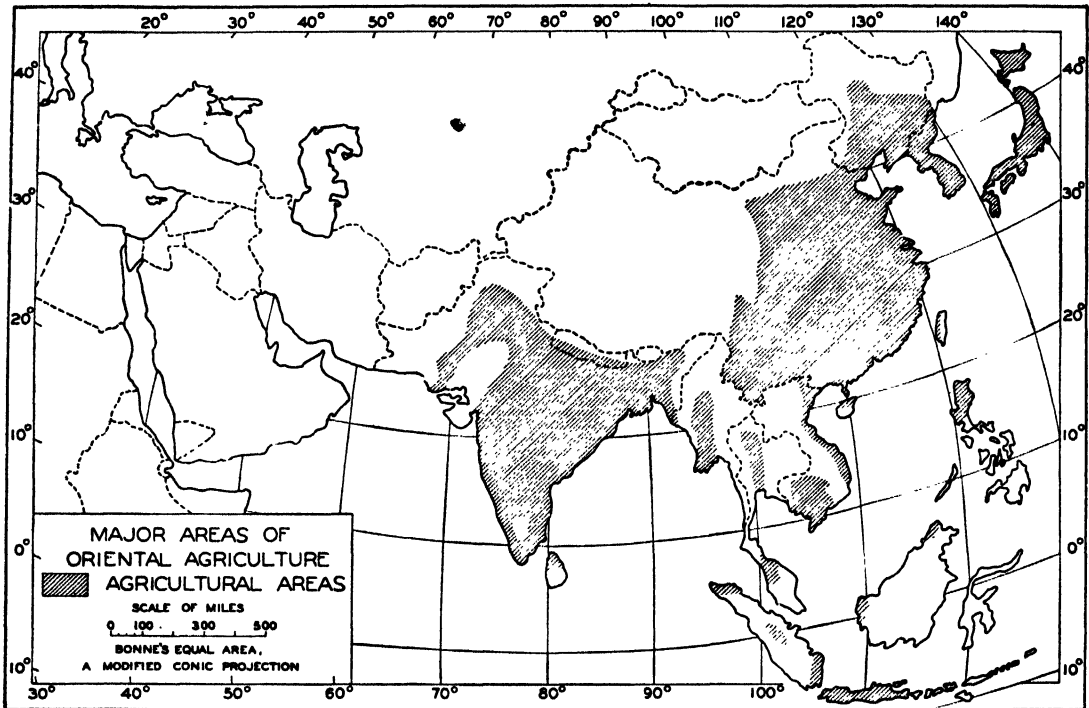 20° 30° 40° 50° 60° 70° 80° 90° 100° 110° 120° 130° 140°
40° 40°
30° 30°
20° 20°
10° 10°
0° 0°
10° 10°
MAJOR AREAS OF
ORIENTAL AGRICULTURE
AGRICULTURAL AREAS
SCALE OF MILES
0 100 300 500
BONNE'S EQUAL AREA,
A MODIFIED CONIC PROJECTION
30° 40° 50° 60° 70° 80° 90° 100°